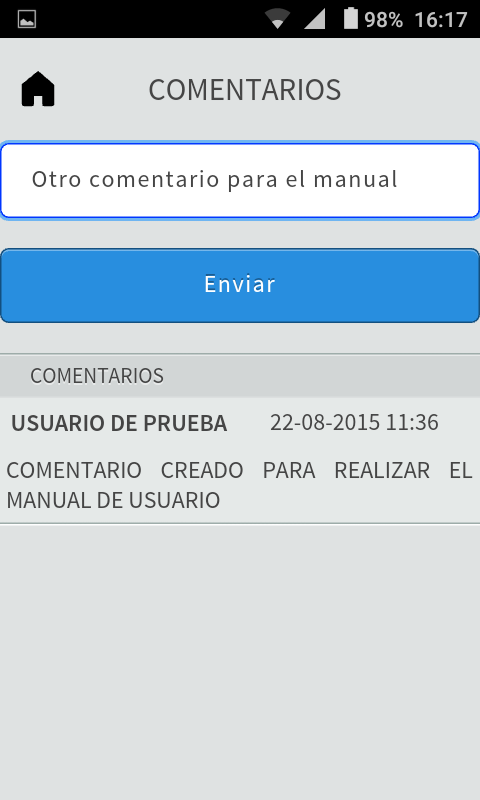 98% 16:17
COMENTARIOS
Otro comentario para el manual
Enviar
COMENTARIOS
USUARIO DE PRUEBA 22-08-2015 11:36
COMENTARIO CREADO PARA REALIZAR EL
MANUAL DE USUARIO